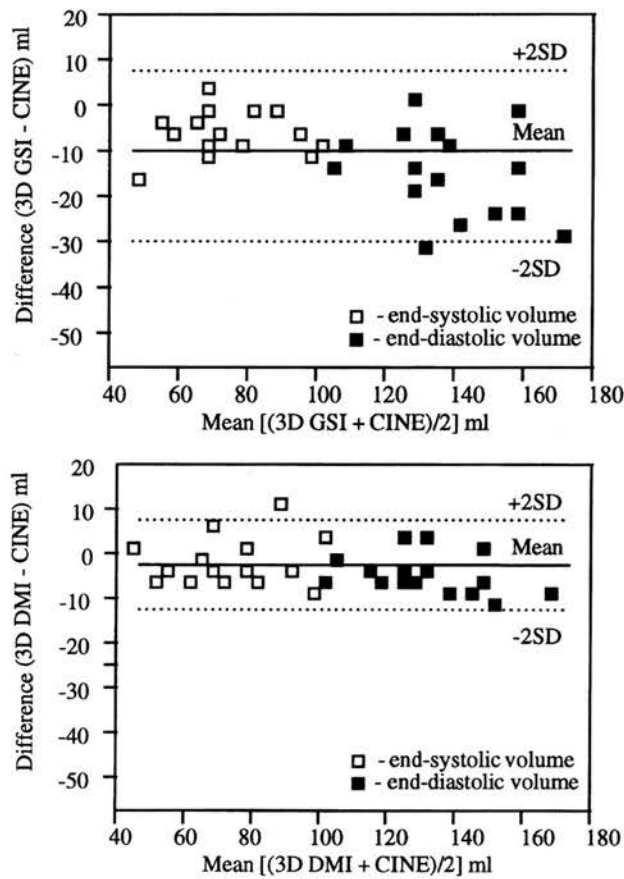 20
+2SD
10
0
Mean
-10
-20
-30
-2SD
-40
- end-systolic volume
-50
- end-diastolic volume
Difference (3D GSI - CINE) ml
40 60 80 100 120 140 160 180
Mean [(3D GSI + CINE)/2] ml
20
10
+2SD
0
Mean
-10
-2SD
-20
-30
-40
- end-systolic volume
-50
- end-diastolic volume
Difference (3D DMI - CINE) ml
40 60 80 100 120 140 160 180
Mean [(3D DMI + CINE)/2] ml